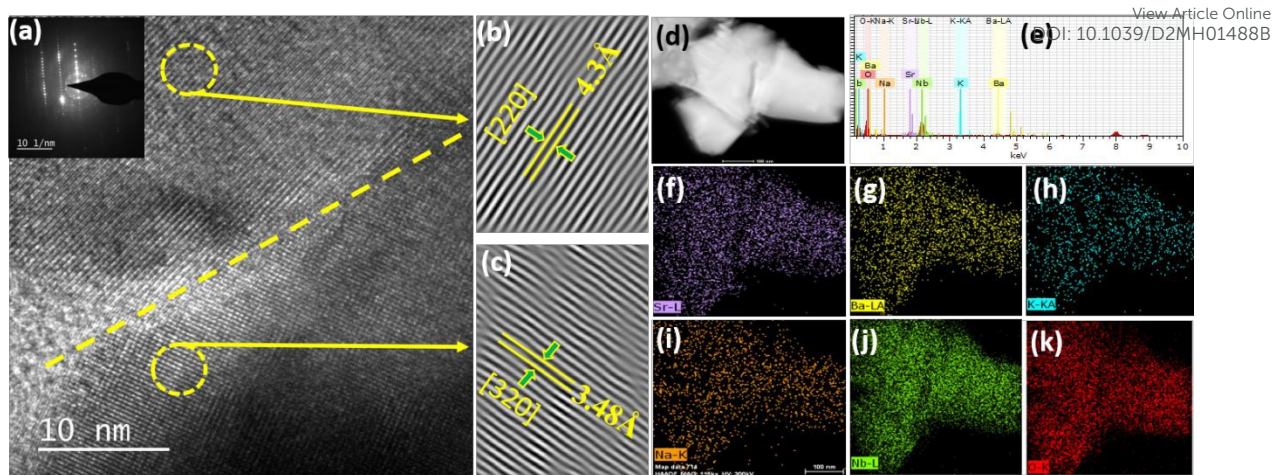 View Article Online
DOI: 10.1039/D2MH01488B
(a)
10 1/nm
10 nm
(b)
[220]
4.3Å
(c)
[320]
3.48Å
(d)
(e)
O-K Na-K Sr-L Nb-L K-KA Ba-LA
K
Ba
O
b
Na
Sr
Nb
K
Ba
1 2 3 4 5 6 7 8 9 10
keV
(f)
Sr-L
(g)
Ba-LA
(h)
K-KA
(i)
Na-K
100 nm
(j)
Nb-L
(k)
O-K